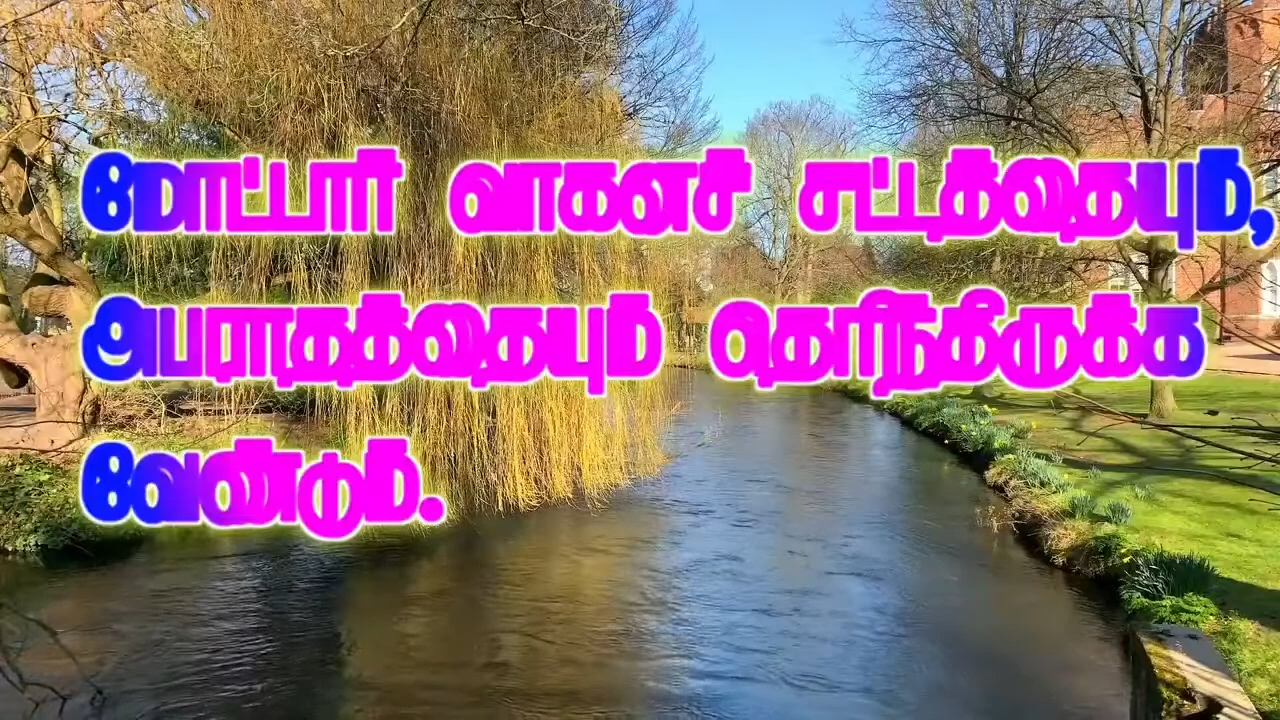 மோட்டார் வாகனச் சட்டத்தையும்,
அபராதத்தையும் தெரிந்திருக்க
வேண்டும்.